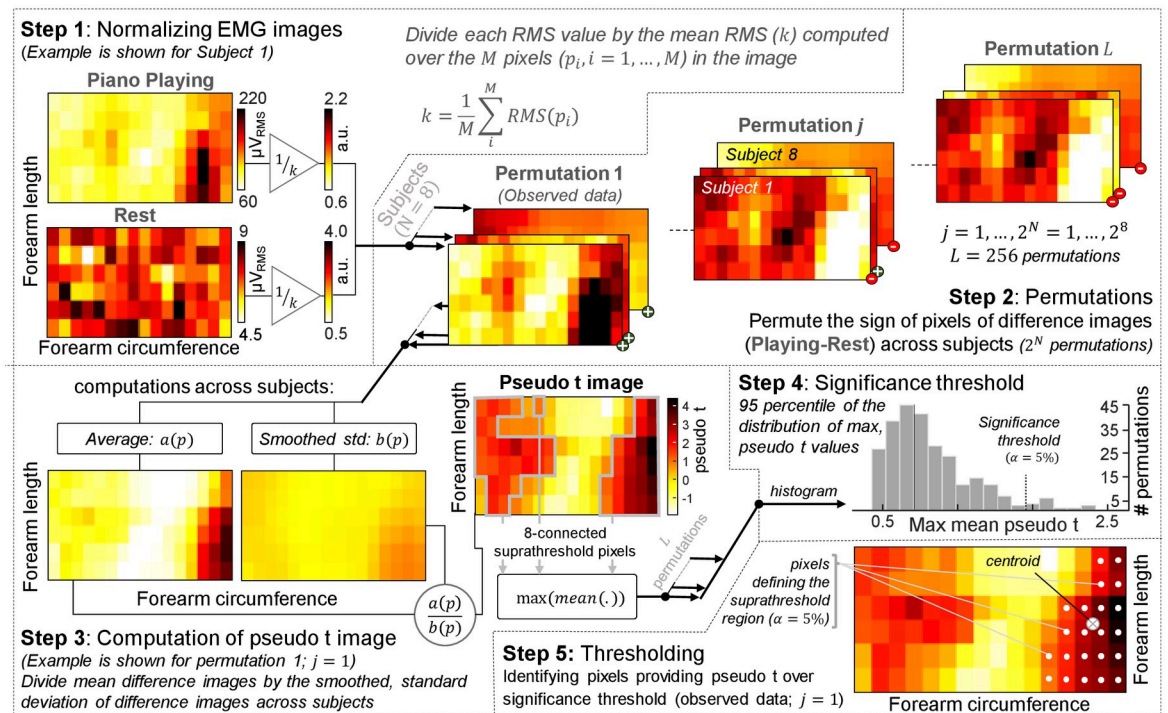 Step 1: Normalizing EMG images
(Example is shown for Subject 1)
Piano Playing
220
µV_RMS
60
1/k
2.2
a.u.
0.6
Forearm length
Rest
9
µV_RMS
4.5
1/k
4.0
a.u.
0.5
Forearm circumference
Divide each RMS value by the mean RMS (k) computed
over the M pixels (p_i, i = 1, ..., M) in the image
k = 1/M ∑_i^M RMS(p_i)
Subjects
(N = 8)
Permutation 1
(Observed data)
+
+
+
Permutation j
Subject 8
Subject 1
-
+
-
Permutation L
-
-
-
j = 1, ..., 2^N = 1, ..., 2^8
L = 256 permutations
Step 2: Permutations
Permute the sign of pixels of difference images
(Playing-Rest) across subjects (2^N permutations)
computations across subjects:
Average: a(p)
Smoothed std: b(p)
Forearm length
Forearm circumference
a(p)
b(p)
Step 3: Computation of pseudo t image
(Example is shown for permutation 1; j = 1)
Divide mean difference images by the smoothed, standard
deviation of difference images across subjects
Pseudo t image
Forearm length
4
3
2
1
0
-1
pseudo t
8-connected
suprathreshold pixels
max(mean(.))
L
permutations
histogram
Step 4: Significance threshold
95 percentile of the
distribution of max,
pseudo t values
Significance
threshold
(α = 5%)
45
35
25
15
5
# permutations
0.5
Max mean pseudo t
2.5
pixels
defining the
suprathreshold
region (α = 5%)
centroid
Forearm length
Forearm circumference
Step 5: Thresholding
Identifying pixels providing pseudo t over
significance threshold (observed data; j = 1)